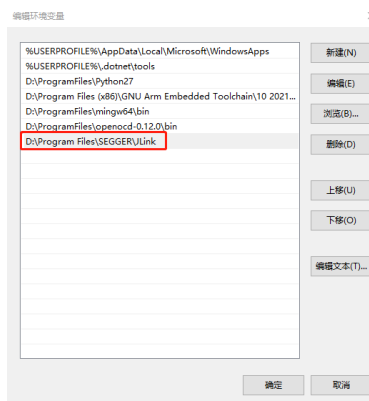 编辑环境变量
%USERPROFILE%\AppData\Local\Microsoft\WindowsApps
%USERPROFILE%\.dotnet\tools
D:\ProgramFiles\Python27
D:\Program Files (x86)\GNU Arm Embedded Toolchain\10 2021...
D:\ProgramFiles\mingw64\bin
D:\ProgramFiles\openocd-0.12.0\bin
D:\Program Files\SEGGER\JLink
新建(N)
编辑(E)
浏览(B)...
删除(D)
上移(U)
下移(O)
编辑文本(T)...
确定
取消